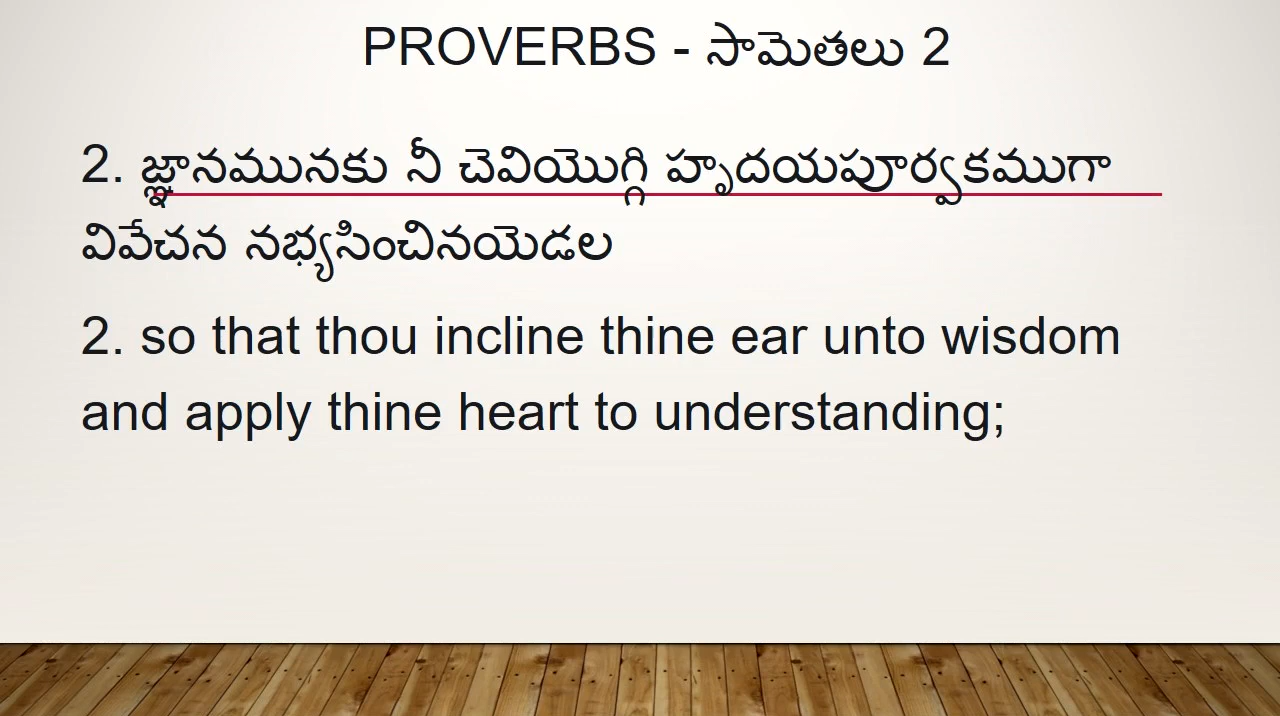 PROVERBS - సామెతలు 2
2. జ్ఞానమునకు నీ చెవియొగ్గి హృదయపూర్వకముగా
వివేచన నభ్యసించినయెడల
2. so that thou incline thine ear unto wisdom
and apply thine heart to understanding;